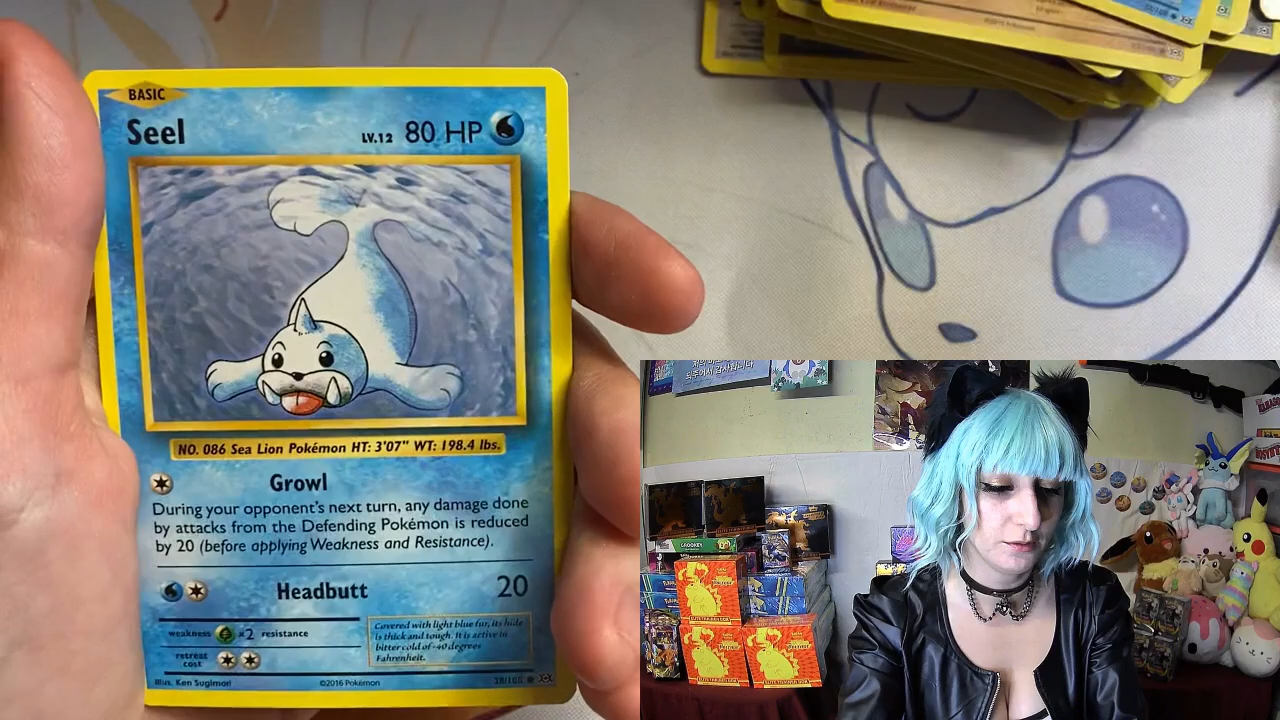 BASIC
Seel LV.12 80 HP
NO. 086 Sea Lion Pokémon HT: 3'07" WT: 198.4 lbs.
Growl
During your opponent's next turn, any damage done
by attacks from the Defending Pokémon is reduced
by 20 (before applying Weakness and Resistance).
Headbutt 20
weakness x2 resistance
retreat
cost
Covered with light blue fur, its hide
is thick and tough. It is active in
bitter cold of -40 degrees
Fahrenheit.
Illus. Ken Sugimori ©2016 Pokémon